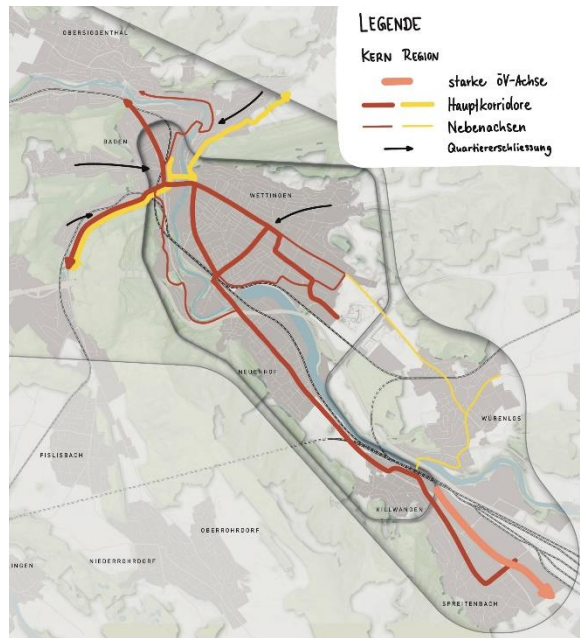 OBERSIGGENTHAL
BADEN
WETTINGEN
NEUENHOF
WÜRENLOS
FISLISBACH
KILLWANGEN
OBERROHRDORF
NIEDERROHRDORF
INGEN
SPREITENBACH
LEGENDE
KERN REGION
starke ÖV-Achse
Hauptkorridore
Nebenachsen
Quartiererschliessung